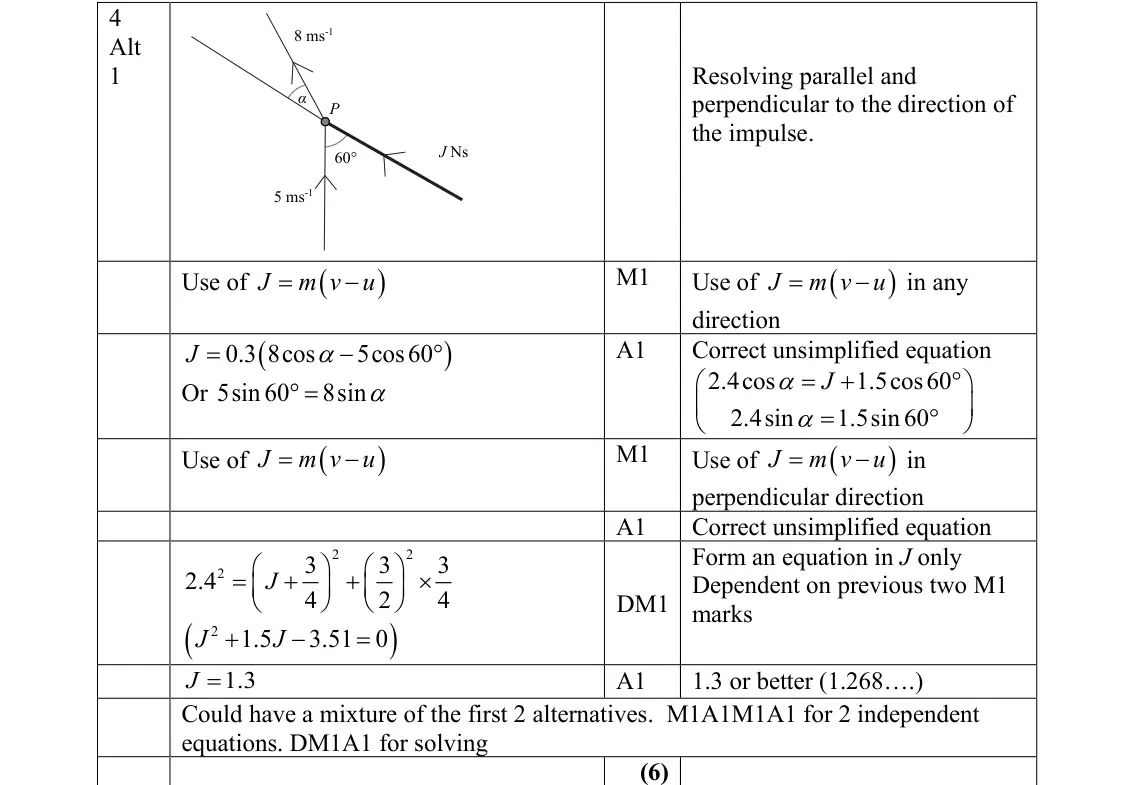 4
Alt
1
8 ms⁻¹
α
P
60°
J Ns
5 ms⁻¹
Resolving parallel and
perpendicular to the direction of
the impulse.
Use of J = m(v − u)
M1
Use of J = m(v − u) in any
direction
J = 0.3(8cos α − 5cos 60°)
Or 5sin 60° = 8sin α
A1
Correct unsimplified equation
(2.4cos α = J + 1.5cos 60°
2.4sin α = 1.5sin 60°)
Use of J = m(v − u)
M1
Use of J = m(v − u) in
perpendicular direction
A1
Correct unsimplified equation
2.4² = (J + 3/4)² + (3/2)² × 3/4
(J² + 1.5J − 3.51 = 0)
DM1
Form an equation in J only
Dependent on previous two M1
marks
J = 1.3
A1
1.3 or better (1.268….)
Could have a mixture of the first 2 alternatives.  M1A1M1A1 for 2 independent
equations. DM1A1 for solving
(6)